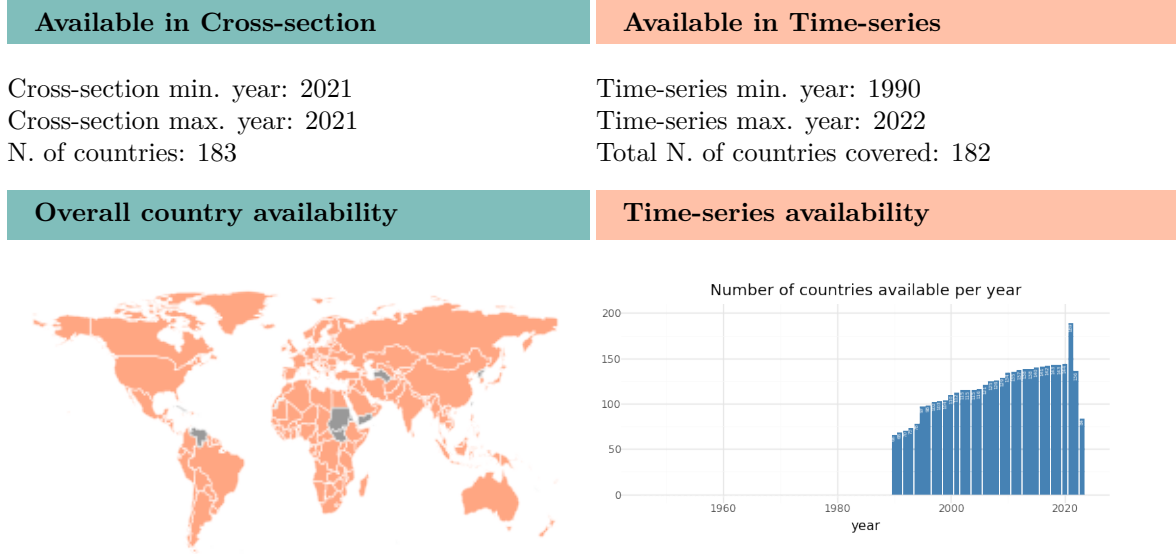 Available in Cross-section
Available in Time-series
Cross-section min. year: 2021
Cross-section max. year: 2021
N. of countries: 183
Time-series min. year: 1990
Time-series max. year: 2022
Total N. of countries covered: 182
Overall country availability
Time-series availability
Number of countries available per year
200
150
100
50
0
1960
1980
2000
2020
year